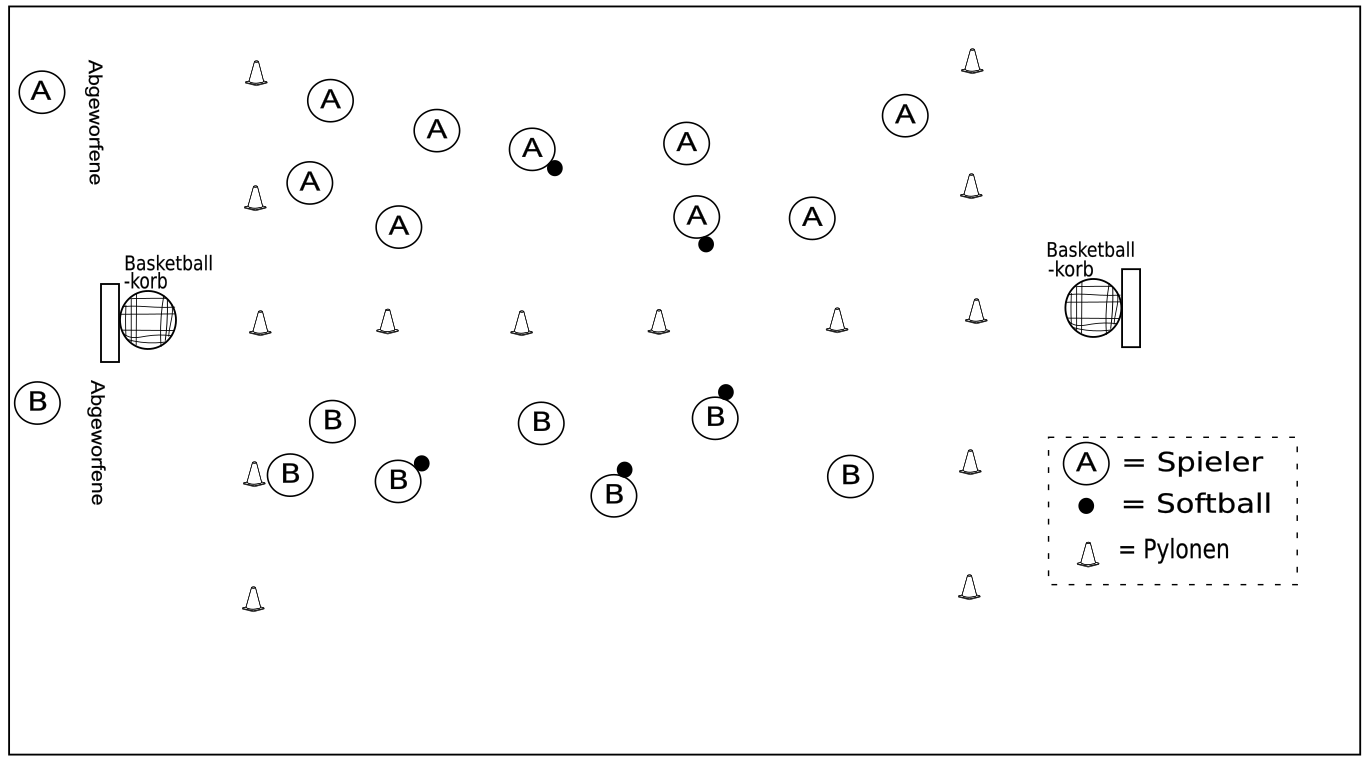 A
Abgeworfene
A
A
A
A
A
A
A
A
A
Basketball
-korb
Basketball
-korb
B
Abgeworfene
B
B
B
B
B
B
B
A = Spieler
= Softball
= Pylonen